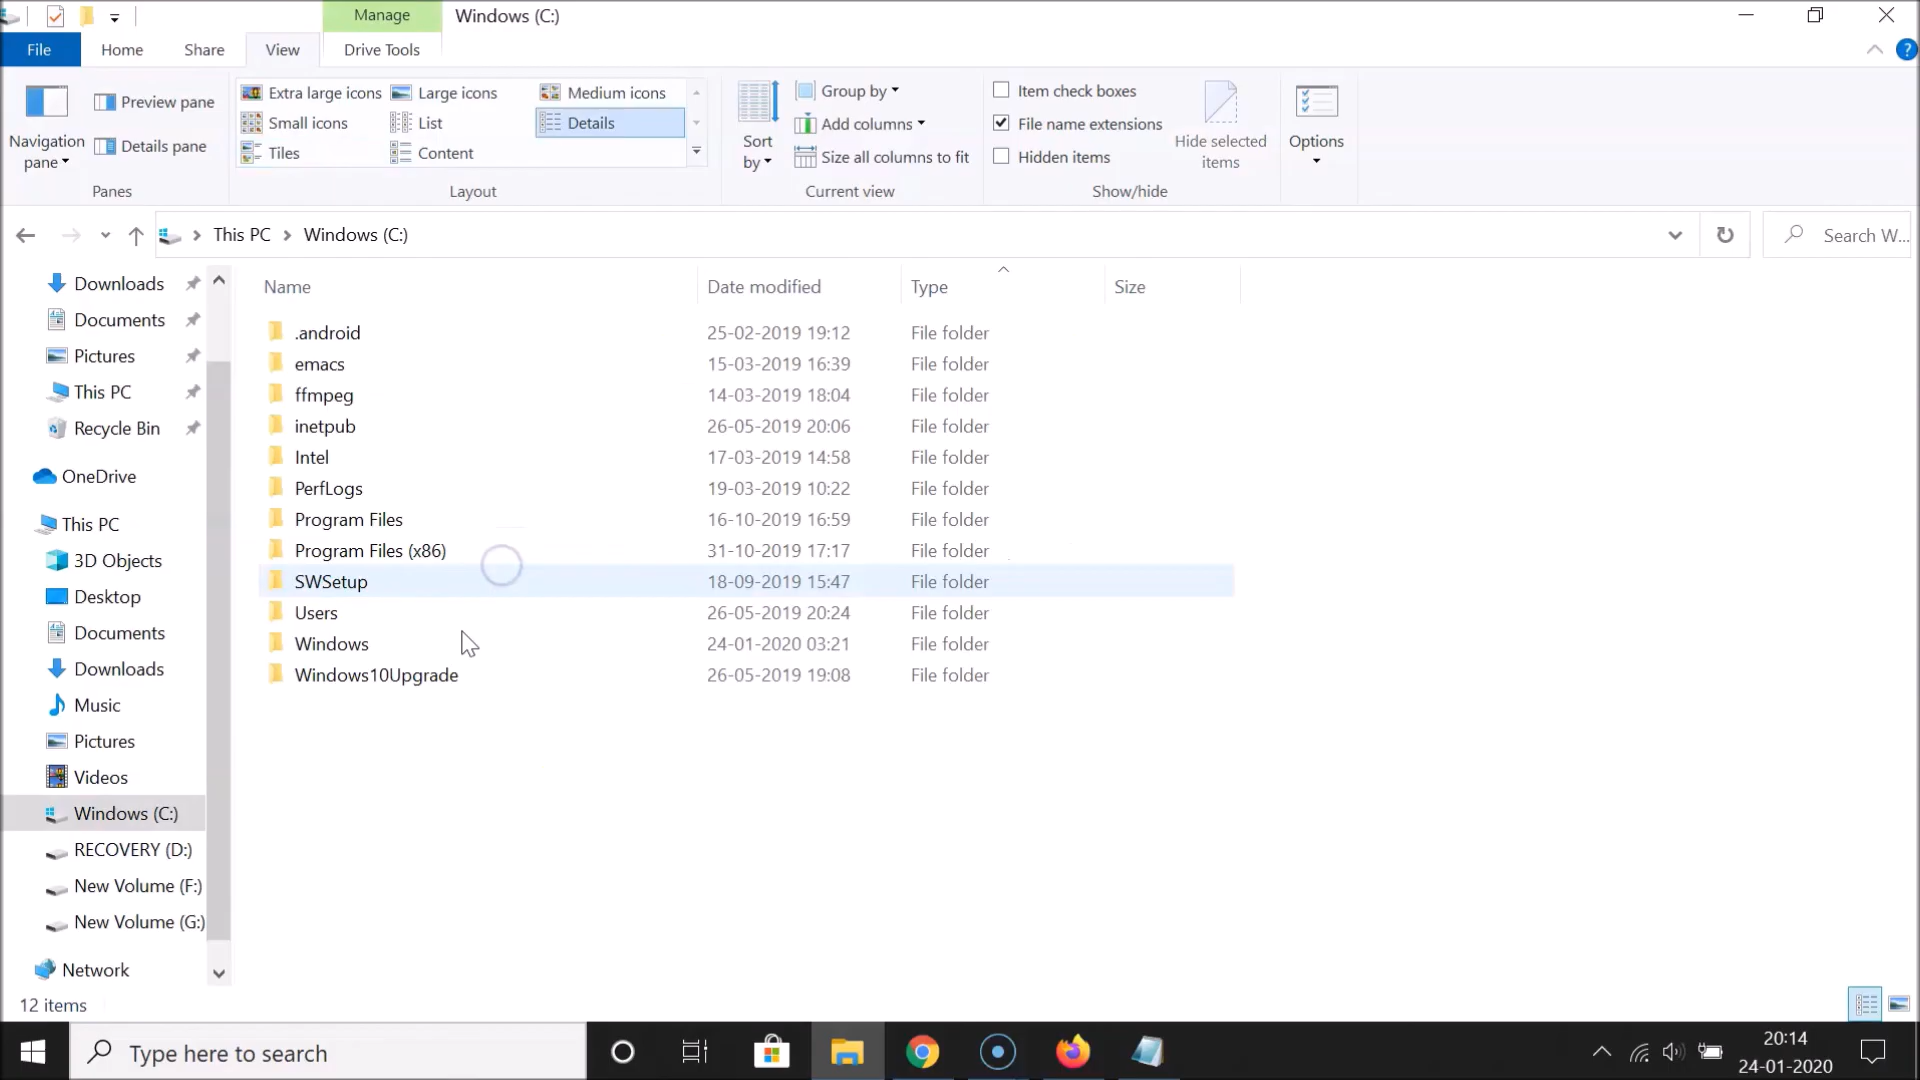 Manage Windows (C:)
File Home Share View Drive Tools
Navigation pane
Preview pane
Details pane
Panes
Extra large icons Large icons Medium icons
Small icons List Details
Tiles Content
Layout
Sort by
Group by
Add columns
Size all columns to fit
Current view
Item check boxes
File name extensions
Hidden items
Hide selected items
Show/hide
Options
This PC Windows (C:)
Search W...
Name Date modified Type Size
.android 25-02-2019 19:12 File folder
emacs 15-03-2019 16:39 File folder
ffmpeg 14-03-2019 18:04 File folder
inetpub 26-05-2019 20:06 File folder
Intel 17-03-2019 14:58 File folder
PerfLogs 19-03-2019 10:22 File folder
Program Files 16-10-2019 16:59 File folder
Program Files (x86) 31-10-2019 17:17 File folder
SWSetup 18-09-2019 15:47 File folder
Users 26-05-2019 20:24 File folder
Windows 24-01-2020 03:21 File folder
Windows10Upgrade 26-05-2019 19:08 File folder
Downloads
Documents
Pictures
This PC
Recycle Bin
OneDrive
This PC
3D Objects
Desktop
Documents
Downloads
Music
Pictures
Videos
Windows (C:)
RECOVERY (D:)
New Volume (F:)
New Volume (G:)
Network
12 items
Type here to search
20:14
24-01-2020